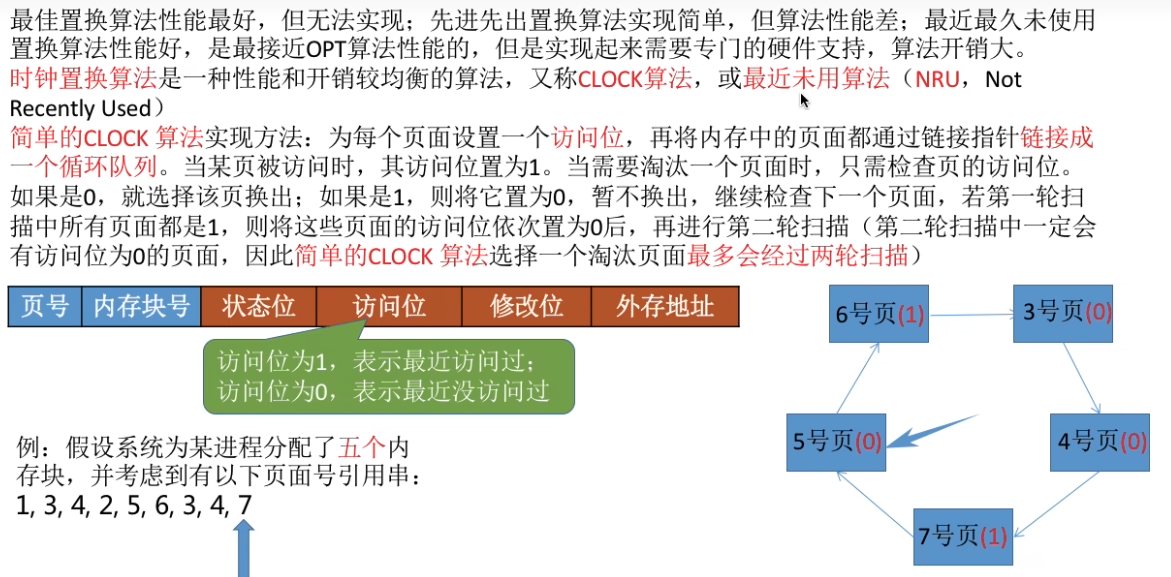 最佳置换算法性能最好，但无法实现；先进先出置换算法实现简单，但算法性能差；最近最久未使用
置换算法性能好，是最接近OPT算法性能的，但是实现起来需要专门的硬件支持，算法开销大。
时钟置换算法是一种性能和开销较均衡的算法，又称CLOCK算法，或最近未用算法（NRU，Not
Recently Used）
简单的CLOCK 算法实现方法：为每个页面设置一个访问位，再将内存中的页面都通过链接指针链接成
一个循环队列。当某页被访问时，其访问位置为1。当需要淘汰一个页面时，只需检查页的访问位。
如果是0，就选择该页换出；如果是1，则将它置为0，暂不换出，继续检查下一个页面，若第一轮扫
描中所有页面都是1，则将这些页面的访问位依次置为0后，再进行第二轮扫描（第二轮扫描中一定会
有访问位为0的页面，因此简单的CLOCK 算法选择一个淘汰页面最多会经过两轮扫描）
页号 内存块号 状态位 访问位 修改位 外存地址
访问位为1，表示最近访问过；
访问位为0，表示最近没访问过
例：假设系统为某进程分配了五个内
存块，并考虑到有以下页面号引用串：
1, 3, 4, 2, 5, 6, 3, 4, 7
6号页(1)
3号页(0)
5号页(0)
4号页(0)
7号页(1)